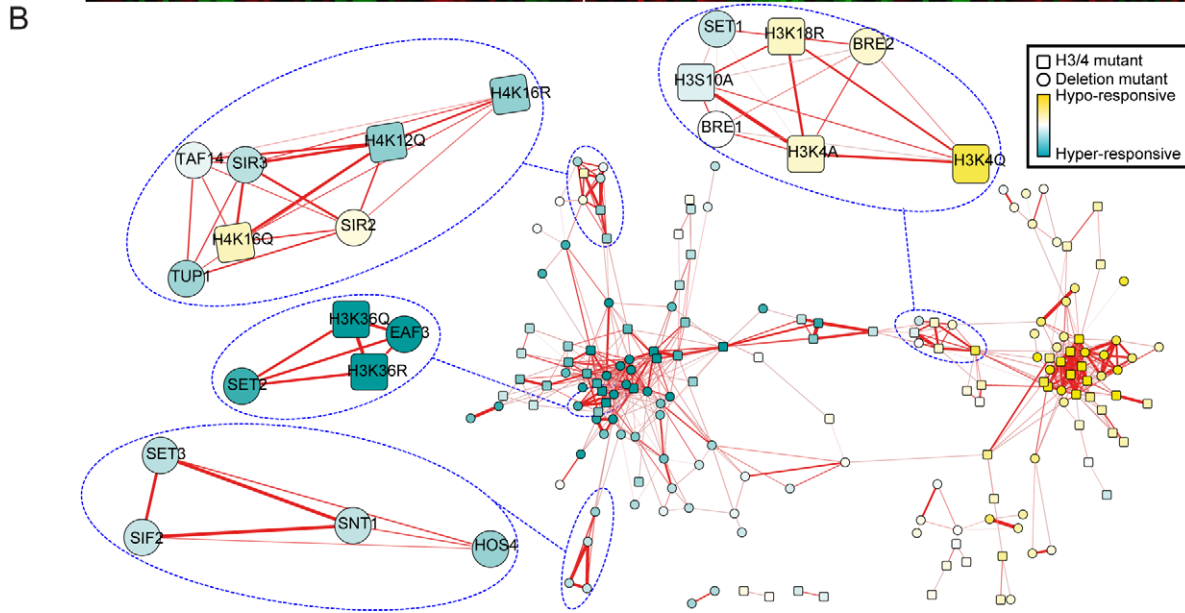 B
SET1
H3K18R
BRE2
H3S10A
BRE1
H3K4A
H3K4Q
H3/4 mutant
Deletion mutant
Hypo-responsive
Hyper-responsive
H4K16R
H4K12Q
TAF14
SIR3
SIR2
H4K16Q
TUP1
H3K36Q
EAF3
H3K36R
SET2
SET3
SNT1
SIF2
HOS4